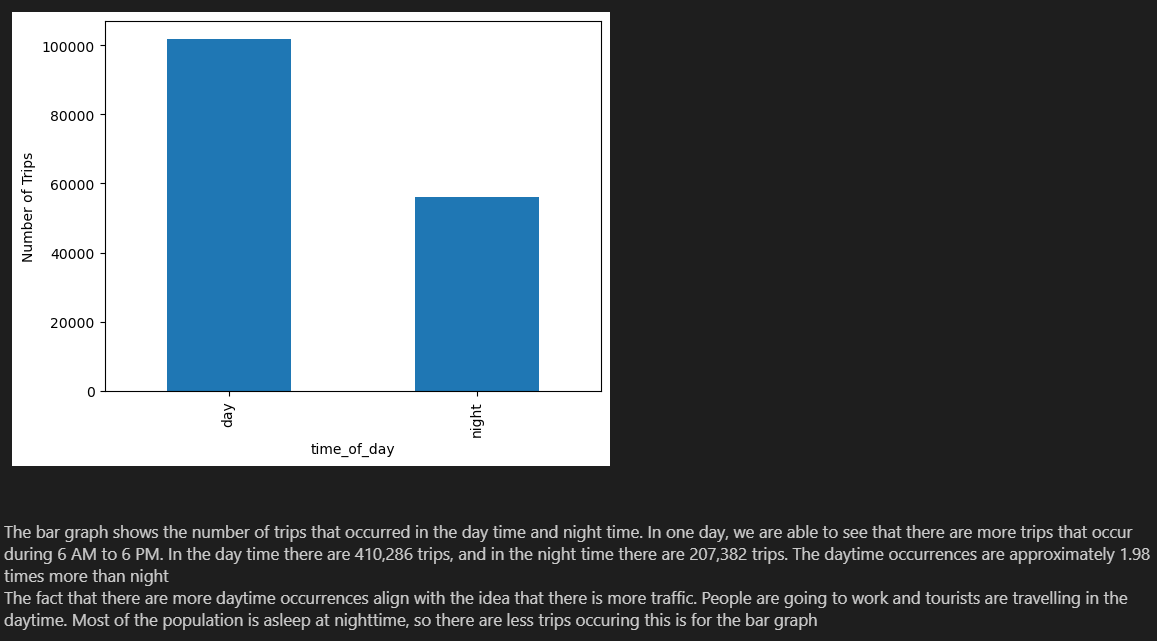 100000
80000
60000
40000
20000
0
Number of Trips
day
night
time_of_day
The bar graph shows the number of trips that occurred in the day time and night time. In one day, we are able to see that there are more trips that occur
during 6 AM to 6 PM. In the day time there are 410,286 trips, and in the night time there are 207,382 trips. The daytime occurrences are approximately 1.98
times more than night
The fact that there are more daytime occurrences align with the idea that there is more traffic. People are going to work and tourists are travelling in the
daytime. Most of the population is asleep at nighttime, so there are less trips occuring this is for the bar graph